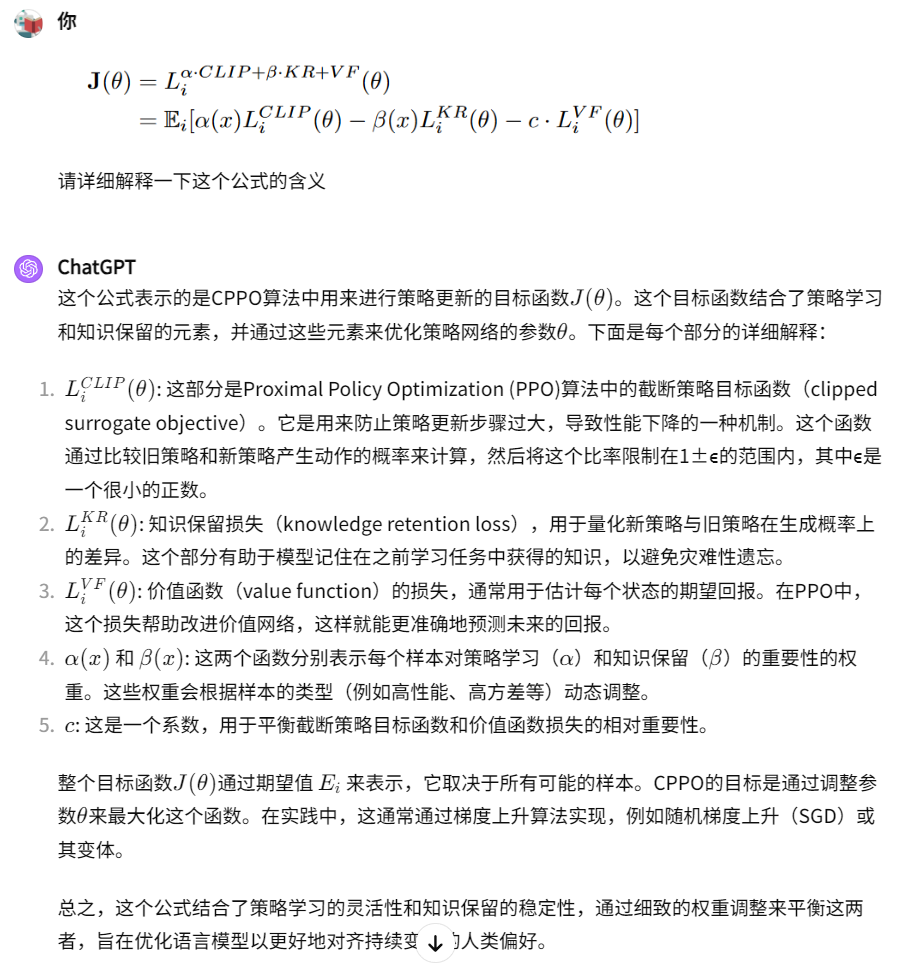 你
J(θ) = L_i^{α·CLIP+β·KR+VF}(θ)
= 𝔼_i[α(x)L_i^{CLIP}(θ) − β(x)L_i^{KR}(θ) − c · L_i^{VF}(θ)]
请详细解释一下这个公式的含义
ChatGPT
这个公式表示的是CPPO算法中用来进行策略更新的目标函数J(θ)。这个目标函数结合了策略学习
和知识保留的元素，并通过这些元素来优化策略网络的参数θ。下面是每个部分的详细解释：
1. L_i^{CLIP}(θ): 这部分是Proximal Policy Optimization (PPO)算法中的截断策略目标函数（clipped
surrogate objective）。它是用来防止策略更新步骤过大，导致性能下降的一种机制。这个函数
通过比较旧策略和新策略产生动作的概率来计算，然后将这个比率限制在1±ϵ的范围内，其中ϵ是
一个很小的正数。
2. L_i^{KR}(θ): 知识保留损失（knowledge retention loss），用于量化新策略与旧策略在生成概率上
的差异。这个部分有助于模型记住在之前学习任务中获得的知识，以避免灾难性遗忘。
3. L_i^{VF}(θ): 价值函数（value function）的损失，通常用于估计每个状态的期望回报。在PPO中，
这个损失帮助改进价值网络，这样就能更准确地预测未来的回报。
4. α(x) 和 β(x): 这两个函数分别表示每个样本对策略学习（α）和知识保留（β）的重要性的权
重。这些权重会根据样本的类型（例如高性能、高方差等）动态调整。
5. c: 这是一个系数，用于平衡截断策略目标函数和价值函数损失的相对重要性。
整个目标函数J(θ)通过期望值 E_i 来表示，它取决于所有可能的样本。CPPO的目标是通过调整参
数θ来最大化这个函数。在实践中，这通常通过梯度上升算法实现，例如随机梯度上升（SGD）或
其变体。
总之，这个公式结合了策略学习的灵活性和知识保留的稳定性，通过细致的权重调整来平衡这两
者，旨在优化语言模型以更好地对齐持续变的人类偏好。